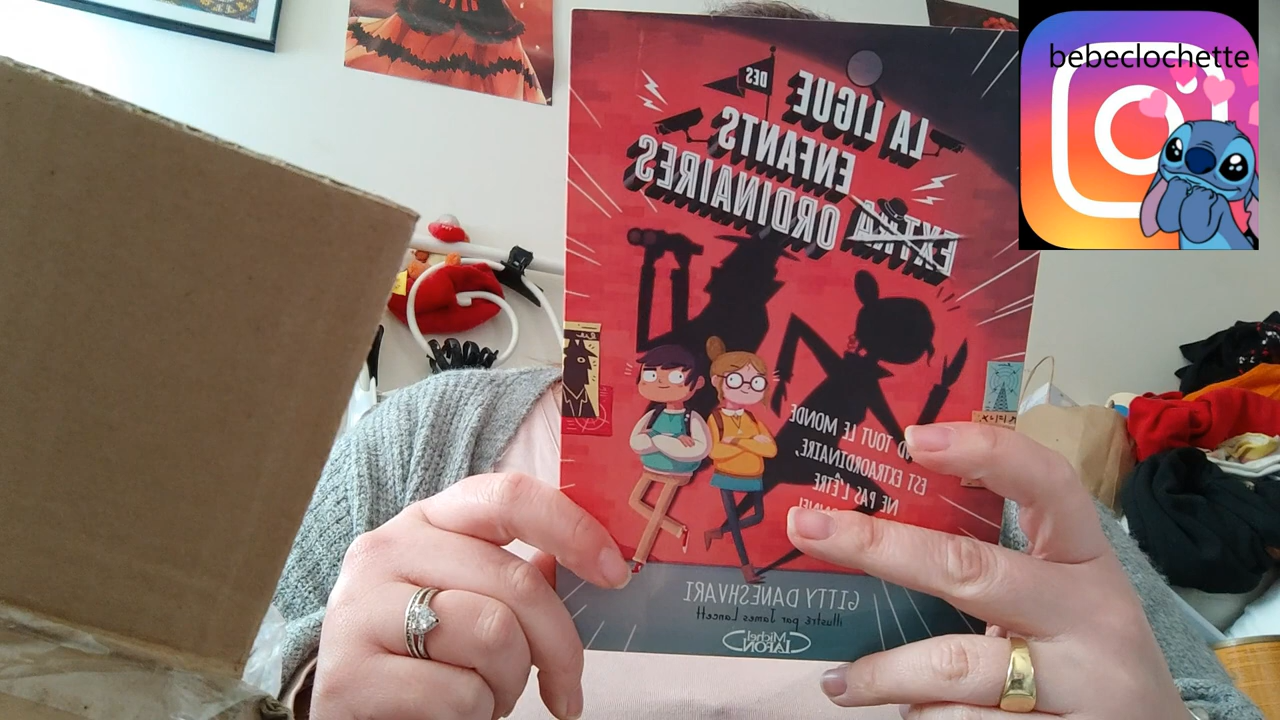 bebeclochette
LA LIGUE
DES
ENFANTS
EXTRA ORDINAIRES
TOUT LE MONDE
EST EXTRAORDINAIRE,
NE PAS L'ÊTRE
GITTY DANESHVARI
illustré par James Lancett
Michel
LAFON